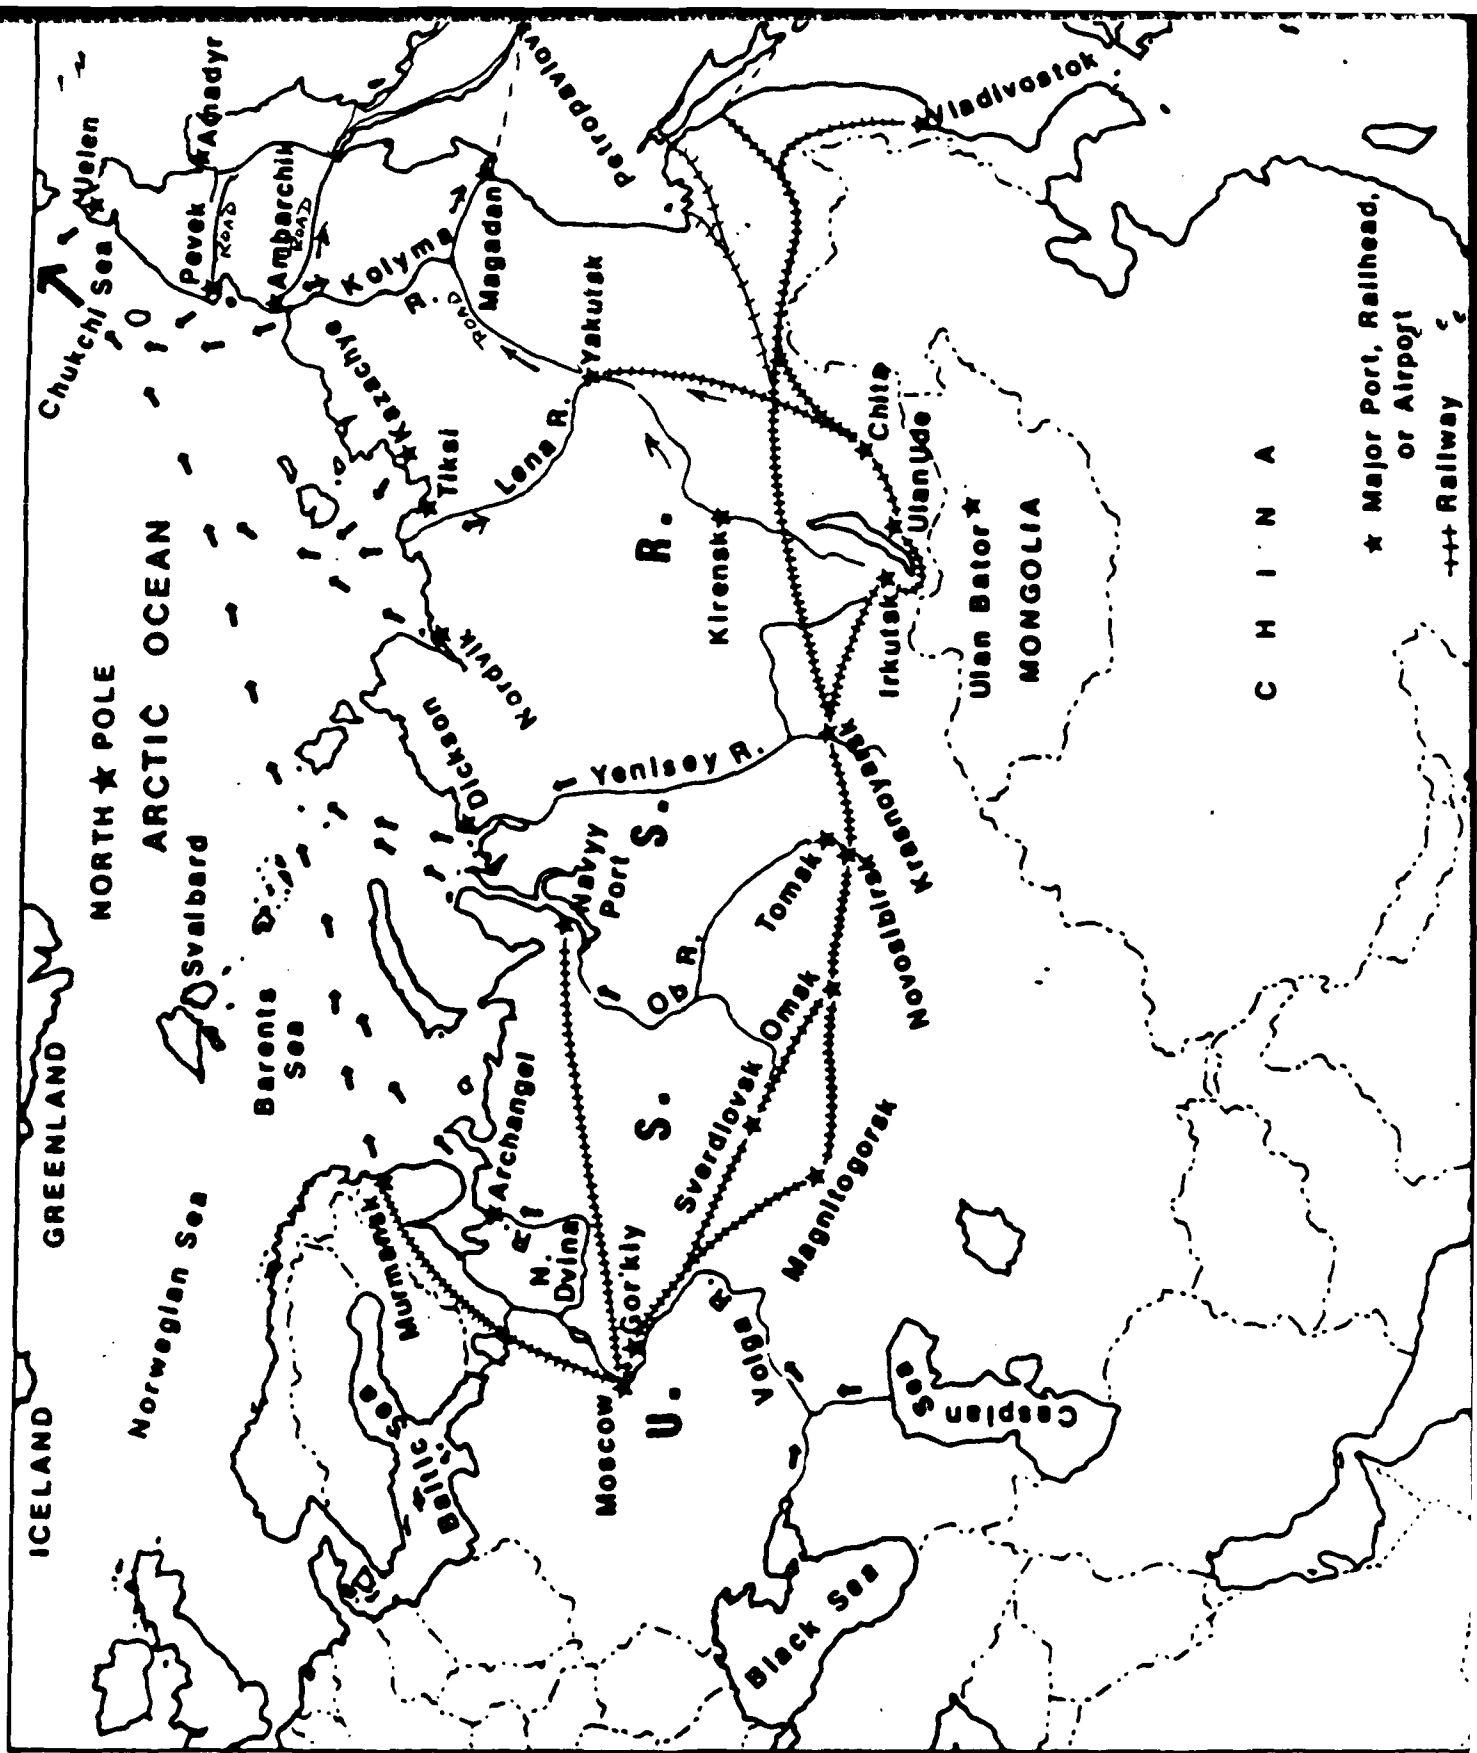 ICELAND
GREENLAND
NORTH ★ POLE
ARCTIC OCEAN
Norwegian Sea
Svalbard
Barents
Sea
Chukchi Sea
Uelen
Anadyr
Pevek
ROAD
Ambarchik
ROAD
Kolyma
R.
Magadan
ROAD
Petropavlov
Kazachye
Tiksi
Nordvik
Dickson
Lena R.
Yakutsk
Yenisey R.
Navyy
Port
Ob R.
Murmansk
Archangel
N.
Dvina
R.
Baltic
Sea
Moscow
Gor'kiy
U. S. S. R.
Volga R.
Sverdlovsk
Omsk
Magnitogorsk
Tomsk
Novosibirsk
Krasnoyarsk
Kirensk
Irkutsk
Ulan Ude
Chita
Vladivostok
Ulan Bator
MONGOLIA
CHINA
Black Sea
Caspian
Sea
★ Major Port, Railhead,
or Airport
+++ Railway